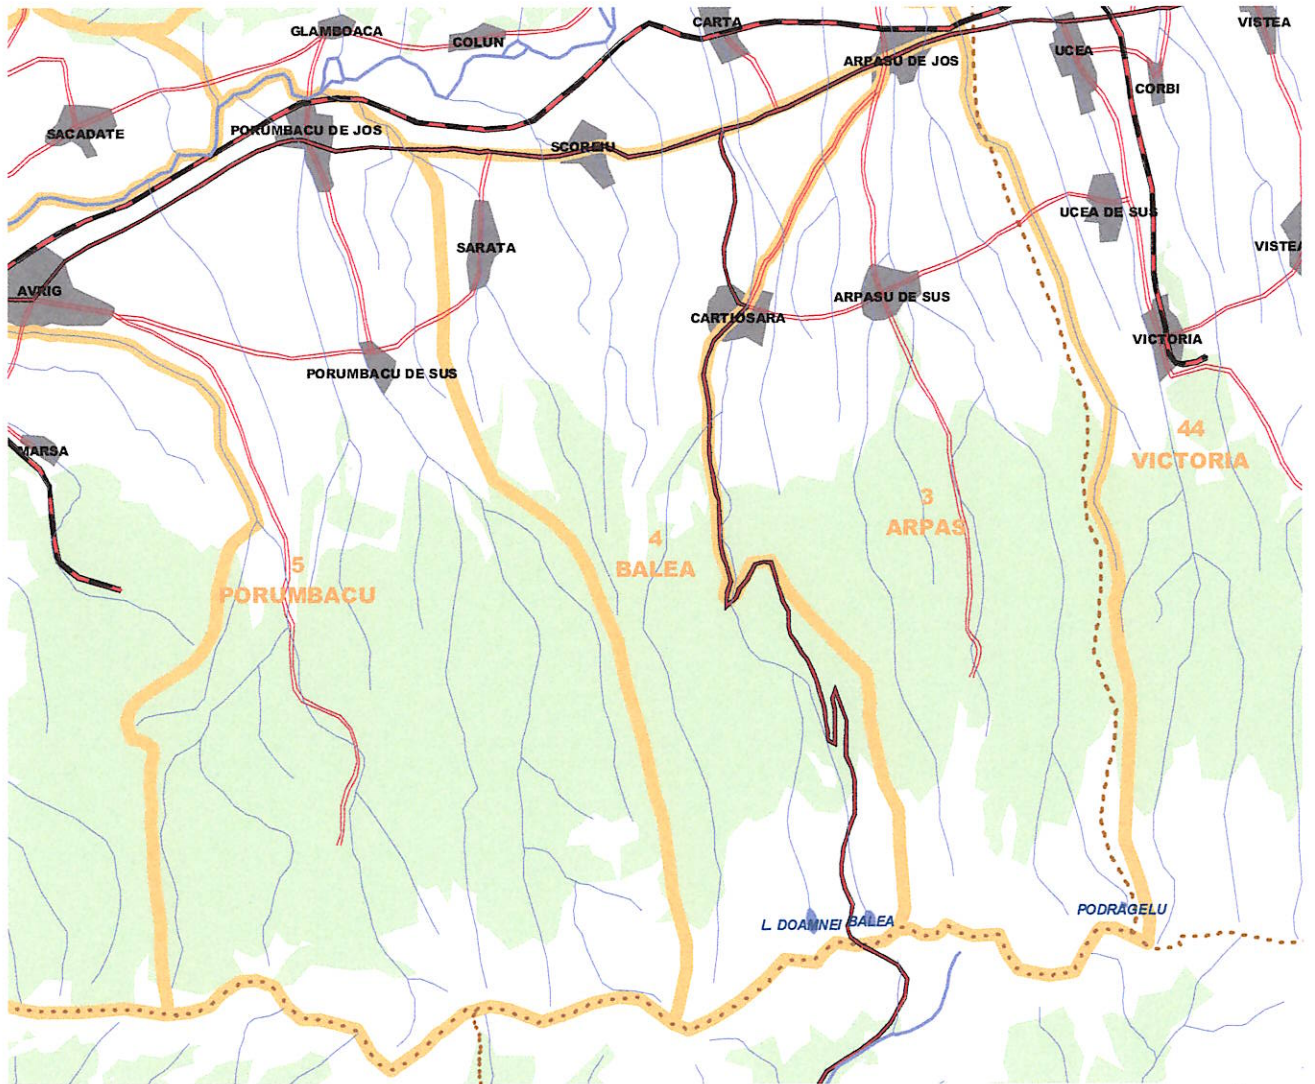 CARTA
VISTEA
GLAMBOACA
COLUN
UCEA
ARPASU DE JOS
CORBI
SACADATE
PORUMBACU DE JOS
SCOREIU
UCEA DE SUS
SARATA
VISTEA
AVRIG
ARPASU DE SUS
CARTIOSARA
VICTORIA
PORUMBACU DE SUS
44
VICTORIA
MARSA
3
ARPAS
4
BALEA
5
PORUMBACU
PODRAGELU
L. DOAMNEI
BALEA